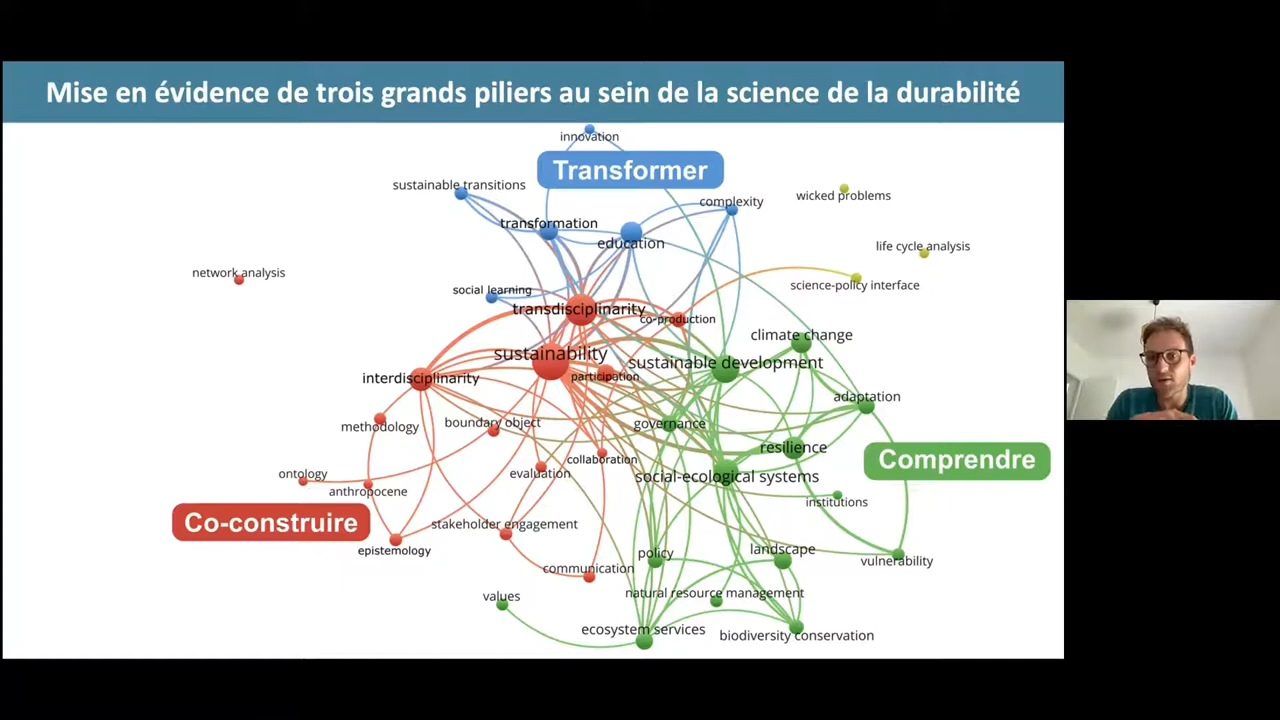 Mise en évidence de trois grands piliers au sein de la science de la durabilité
innovation
Transformer
sustainable transitions
wicked problems
complexity
transformation
education
life cycle analysis
network analysis
science-policy interface
social learning
transdisciplinarity
co-production
climate change
sustainability
sustainable development
interdisciplinarity
participation
adaptation
methodology
boundary object
governance
resilience
Comprendre
collaboration
ontology
evaluation
social-ecological systems
anthropocene
institutions
Co-construire
stakeholder engagement
epistemology
policy
landscape
vulnerability
communication
values
natural resource management
ecosystem services
biodiversity conservation